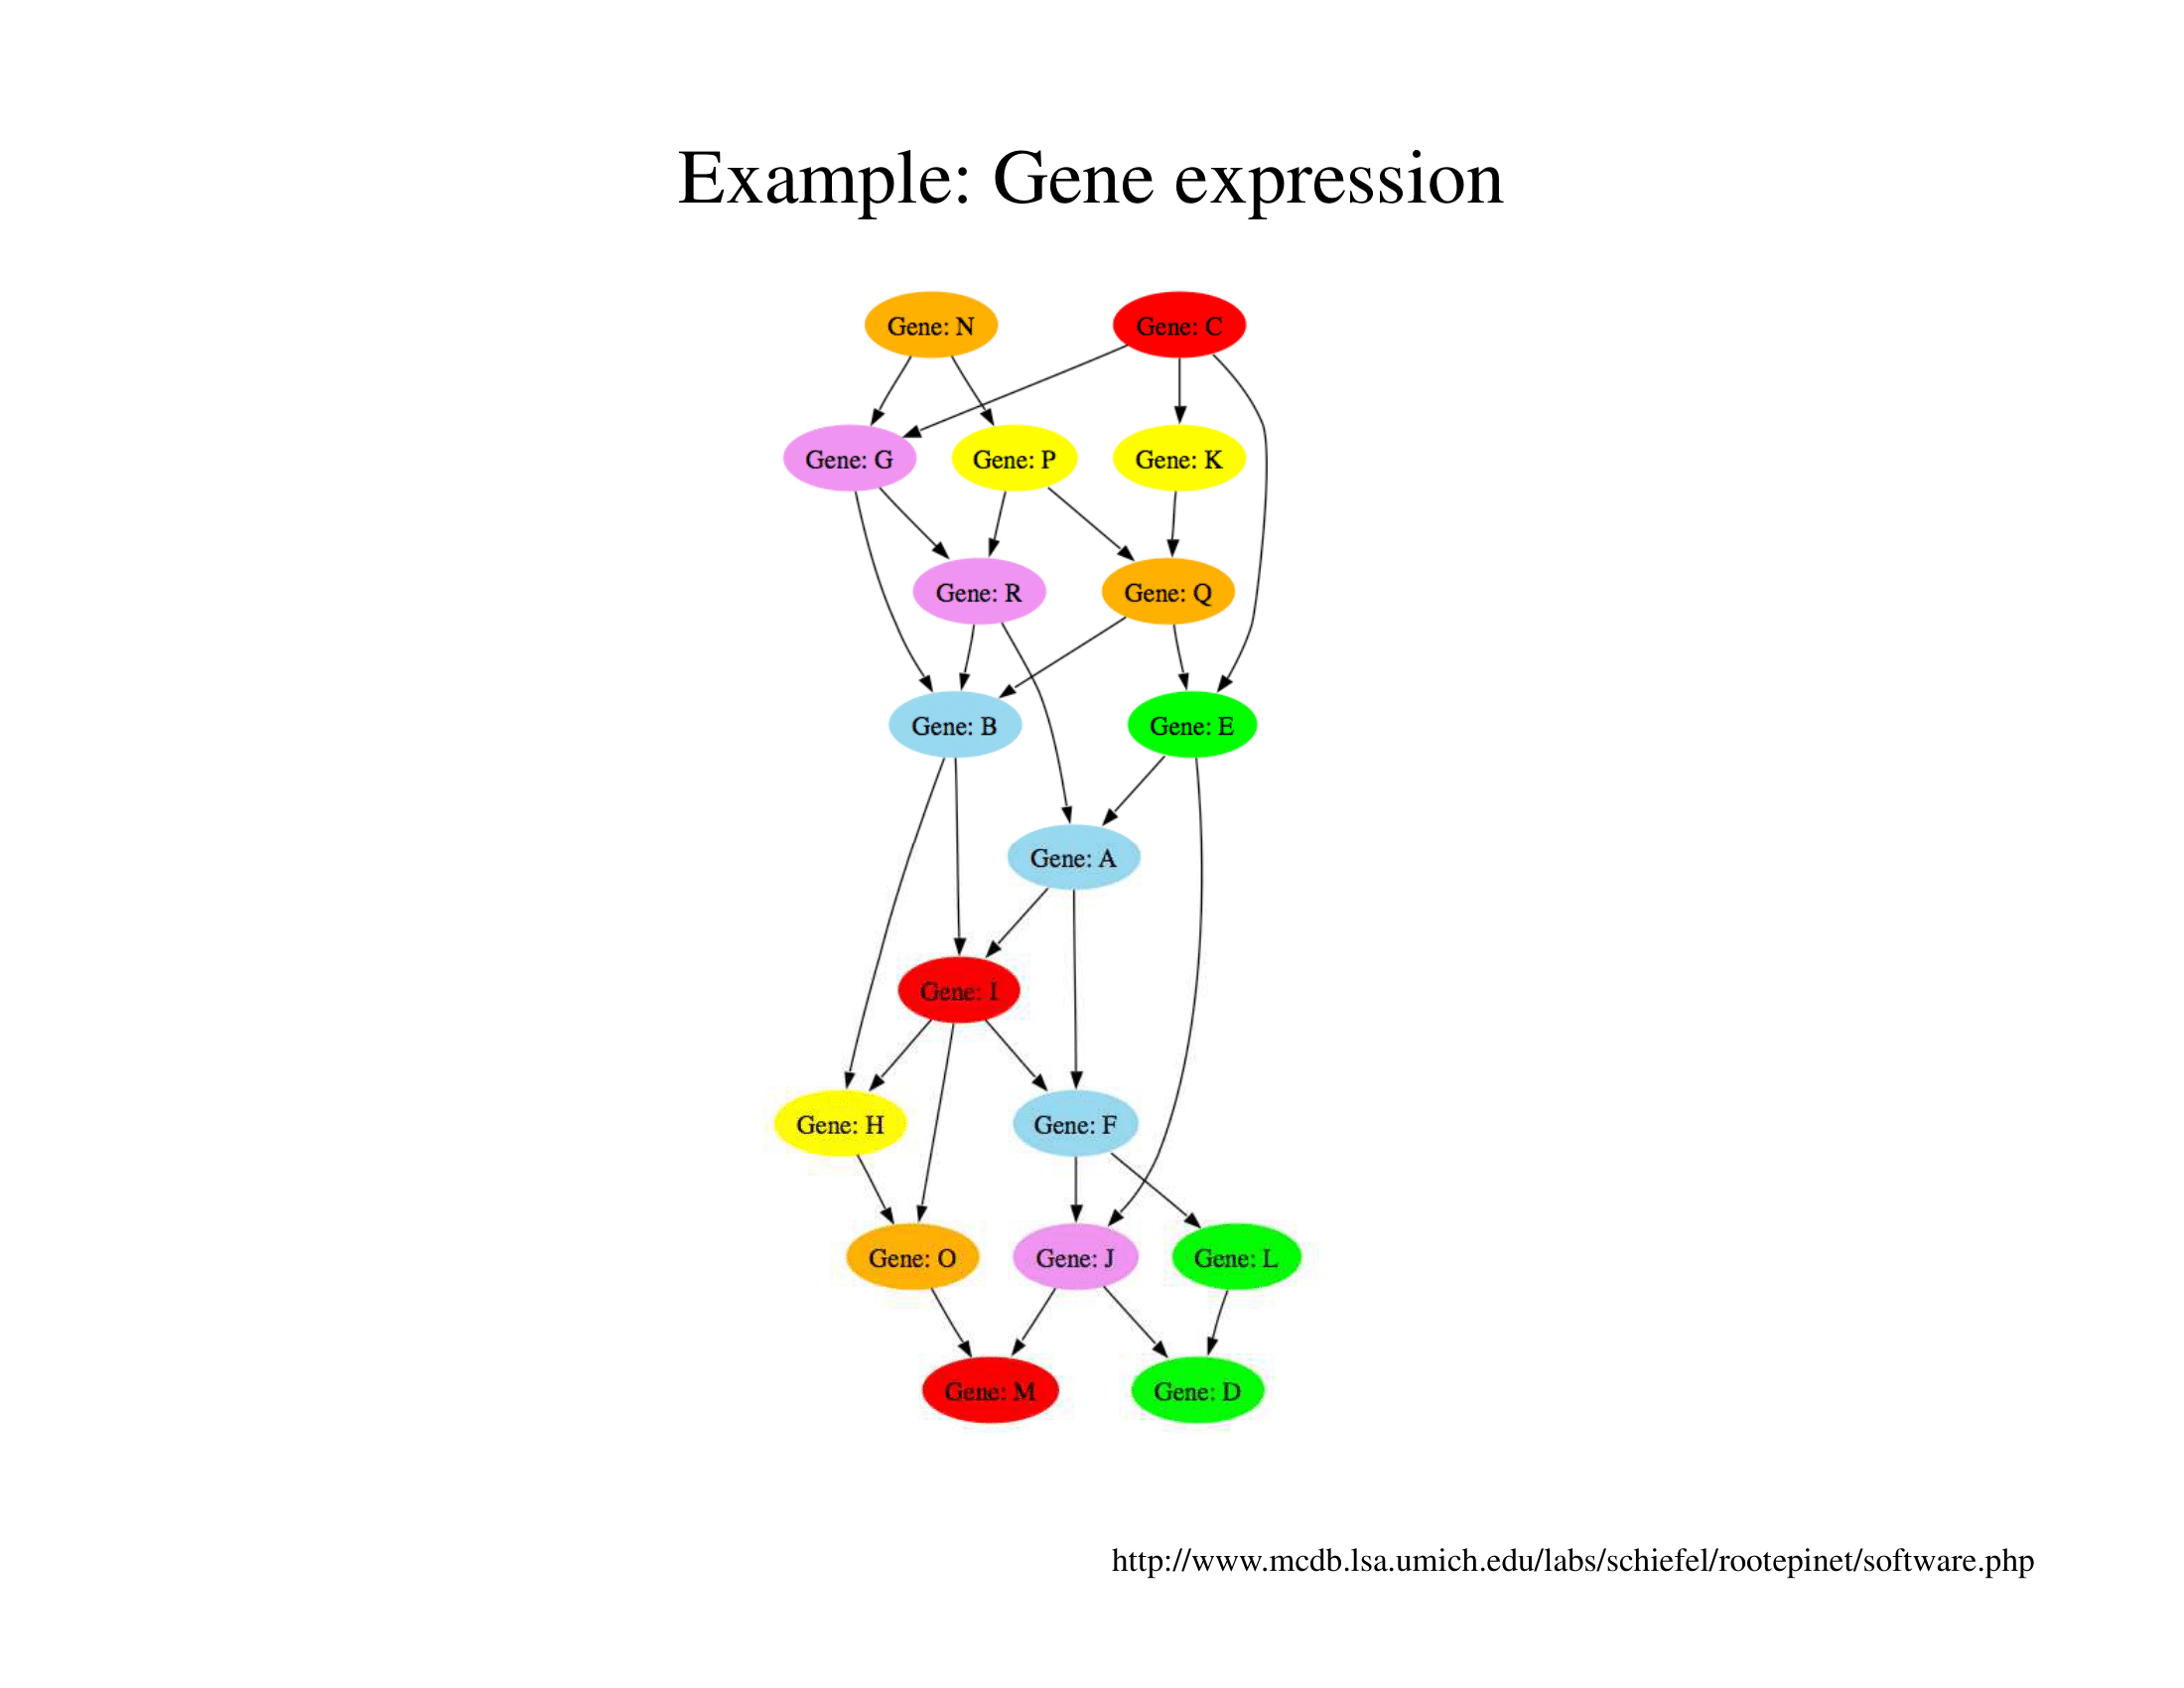 Example: Gene expression
Gene: N
Gene: C
Gene: G
Gene: P
Gene: K
Gene: R
Gene: Q
Gene: B
Gene: E
Gene: A
Gene: I
Gene: H
Gene: F
Gene: O
Gene: J
Gene: L
Gene: M
Gene: D
http://www.mcdb.lsa.umich.edu/labs/schiefel/rootepinet/software.php